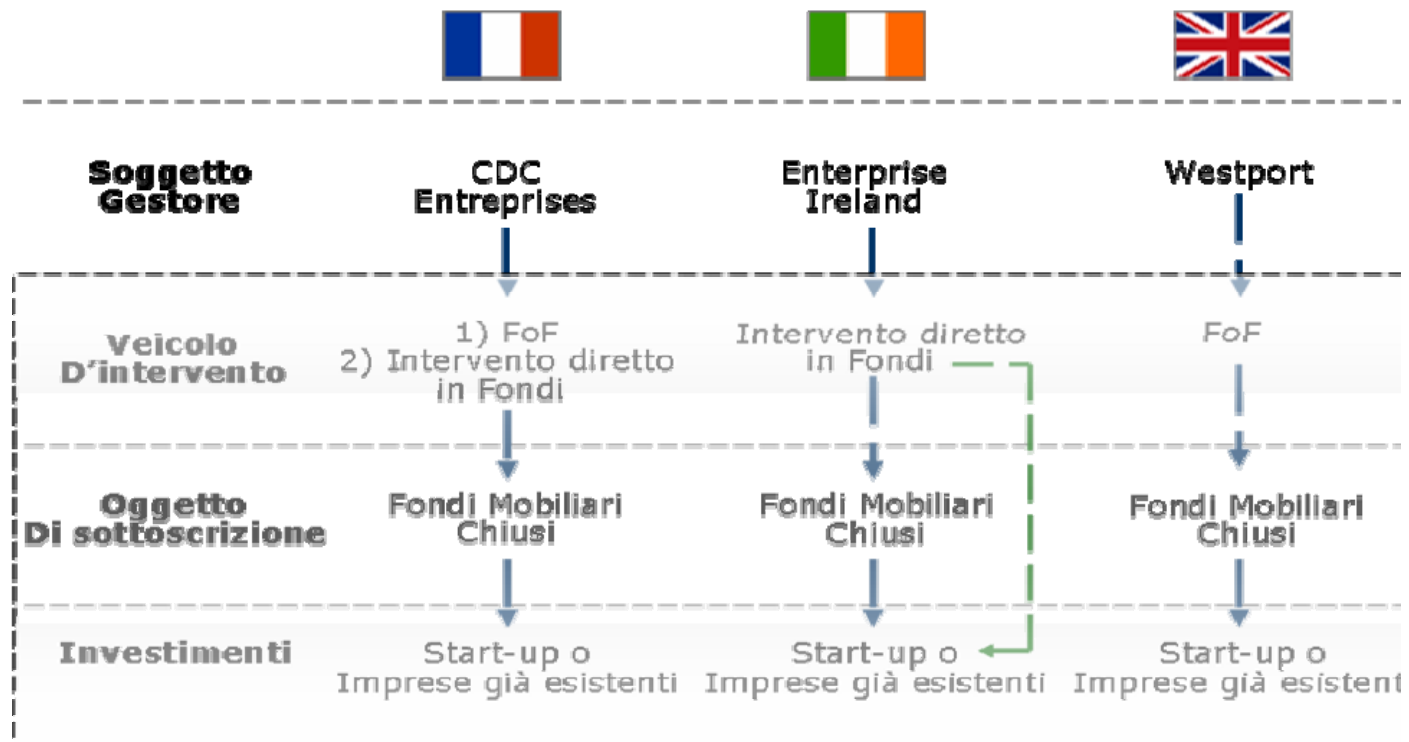 Soggetto
Gestore
CDC
Entreprises
Enterprise
Ireland
Westport
Veicolo
D'intervento
1) FoF
2) Intervento diretto
in Fondi
Intervento diretto
in Fondi
FoF
Oggetto
Di sottoscrizione
Fondi Mobiliari
Chiusi
Fondi Mobiliari
Chiusi
Fondi Mobiliari
Chiusi
Investimenti
Start-up o
Imprese già esistenti
Start-up o
Imprese già esistenti
Start-up o
Imprese già esistent